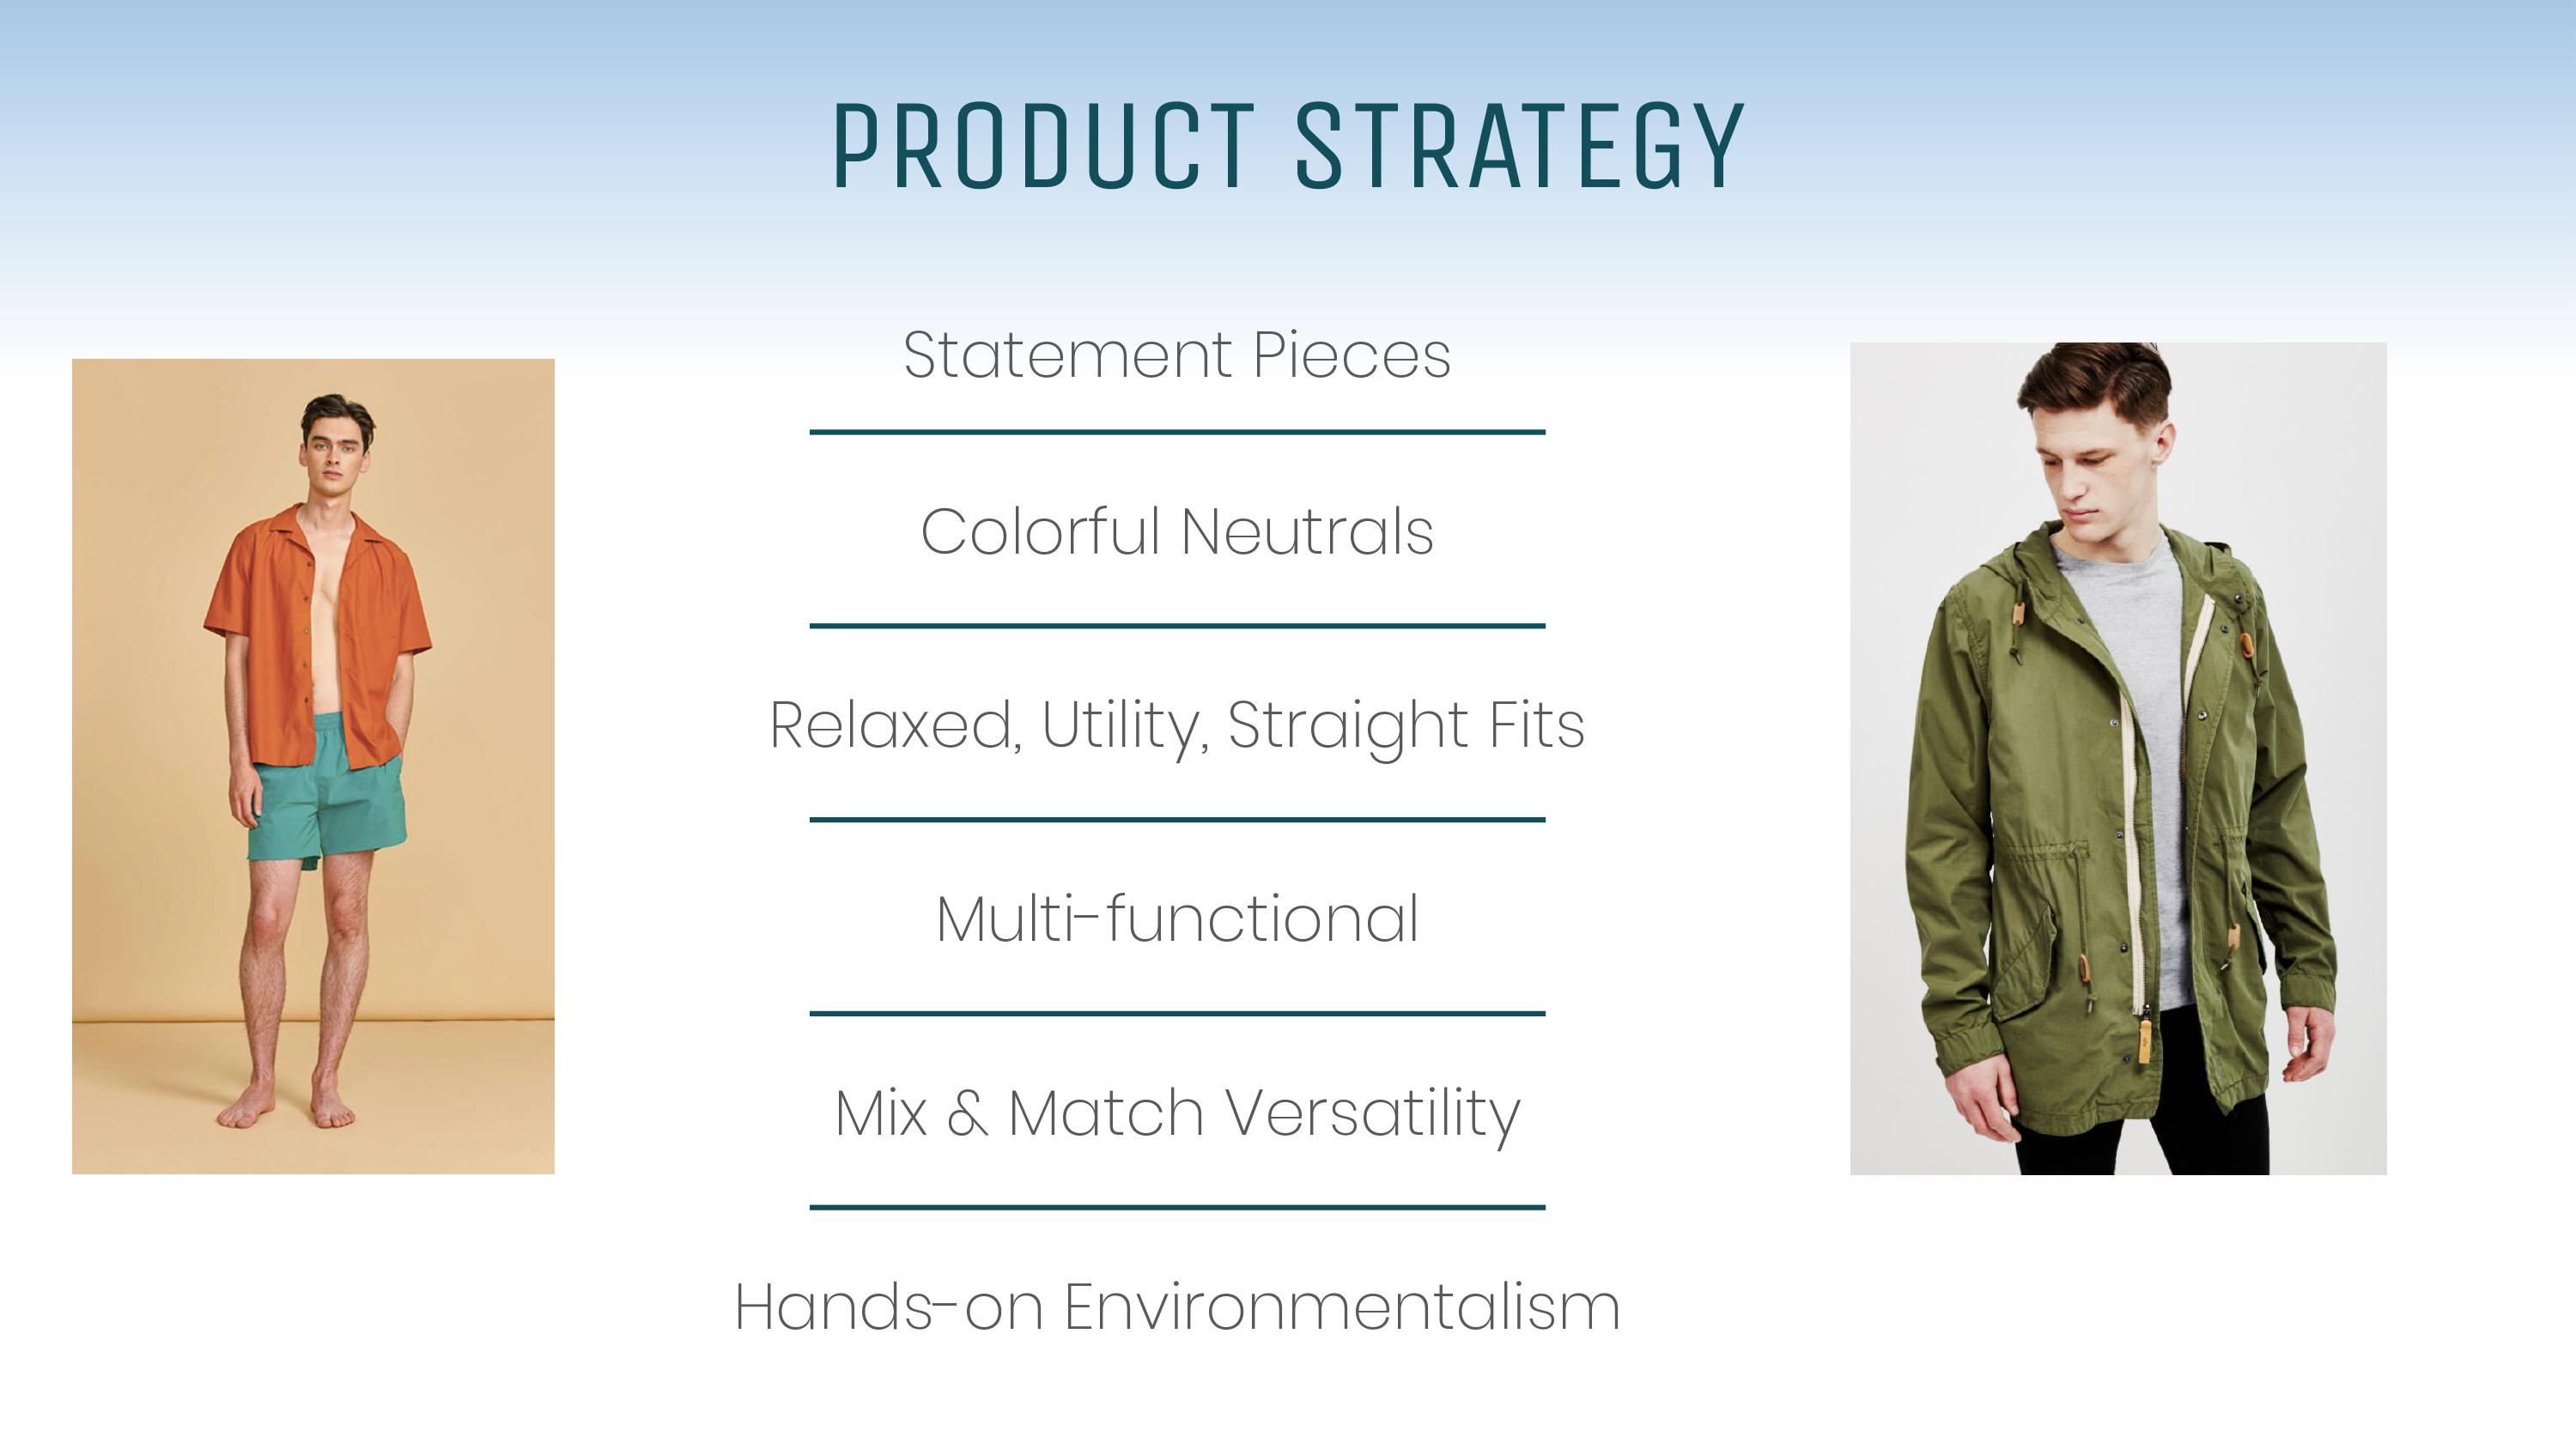 PRODUCT STRATEGY
Statement Pieces
Colorful Neutrals
Relaxed, Utility, Straight Fits
Multi-functional
Mix & Match Versatility
Hands-on Environmentalism